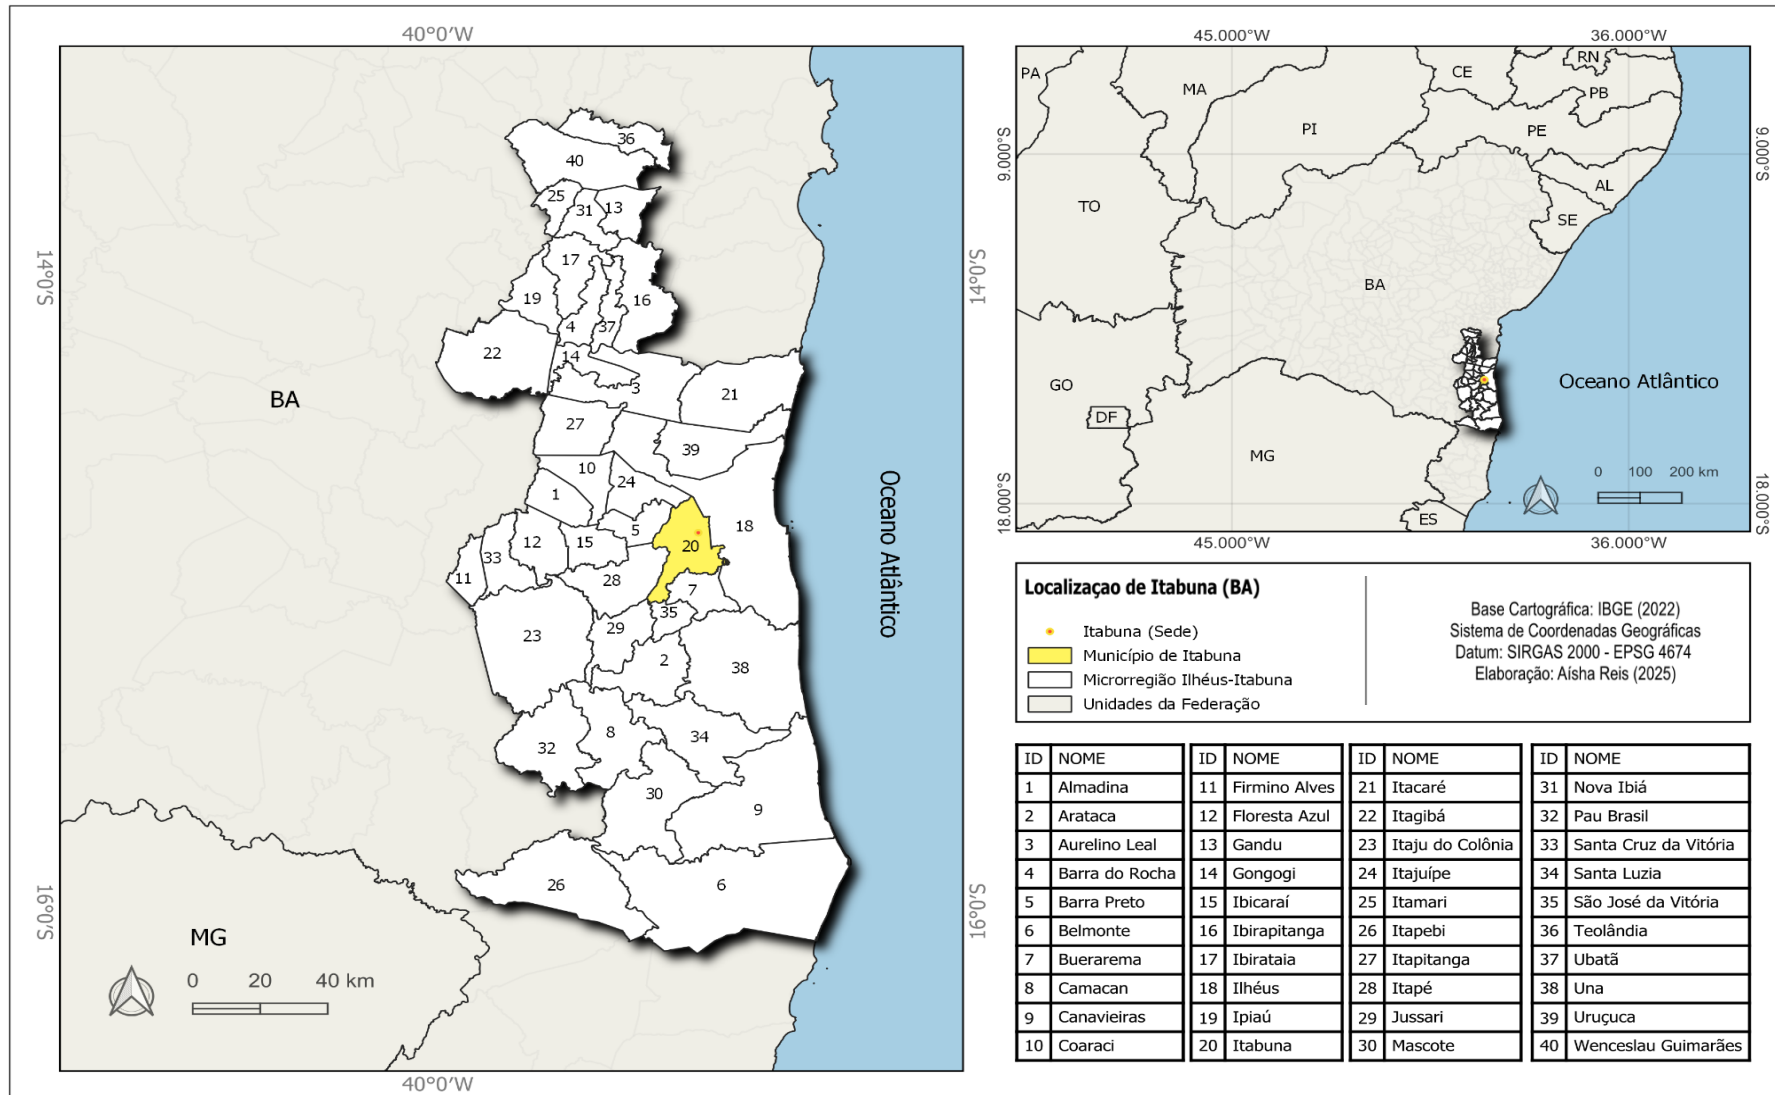 40°0'W
14°0'S
36
40
25
31
13
17
19
16
4
37
22
14
3
21
BA
27
39
10
24
1
18
5
12
15
20
33
11
28
7
35
23
29
2
38
34
8
32
30
9
26
6
Oceano Atlântico
16°0'S
MG
0 20 40 km
40°0'W
14°0'S
16°0'S
45.000°W 36.000°W
9.000°S
9.000°S
PA
MA
CE
RN
PB
PI
PE
TO
AL
SE
BA
GO
DF
MG
ES
Oceano Atlântico
0 100 200 km
18.000°S
18.000°S
45.000°W 36.000°W
Localizaçao de Itabuna (BA)
Itabuna (Sede)
Município de Itabuna
Microrregião Ilhéus-Itabuna
Unidades da Federação
Base Cartográfica: IBGE (2022)
Sistema de Coordenadas Geográficas
Datum: SIRGAS 2000 - EPSG 4674
Elaboração: Aísha Reis (2025)
ID NOME ID NOME ID NOME ID NOME
1 Almadina 11 Firmino Alves 21 Itacaré 31 Nova Ibiá
2 Arataca 12 Floresta Azul 22 Itagibá 32 Pau Brasil
3 Aurelino Leal 13 Gandu 23 Itaju do Colônia 33 Santa Cruz da Vitória
4 Barra do Rocha 14 Gongogi 24 Itajuípe 34 Santa Luzia
5 Barra Preto 15 Ibicaraí 25 Itamari 35 São José da Vitória
6 Belmonte 16 Ibirapitanga 26 Itapebi 36 Teolândia
7 Buerarema 17 Ibirataia 27 Itapitanga 37 Ubatã
8 Camacan 18 Ilhéus 28 Itapé 38 Una
9 Canavieiras 19 Ipiaú 29 Jussari 39 Uruçuca
10 Coaraci 20 Itabuna 30 Mascote 40 Wenceslau Guimarães